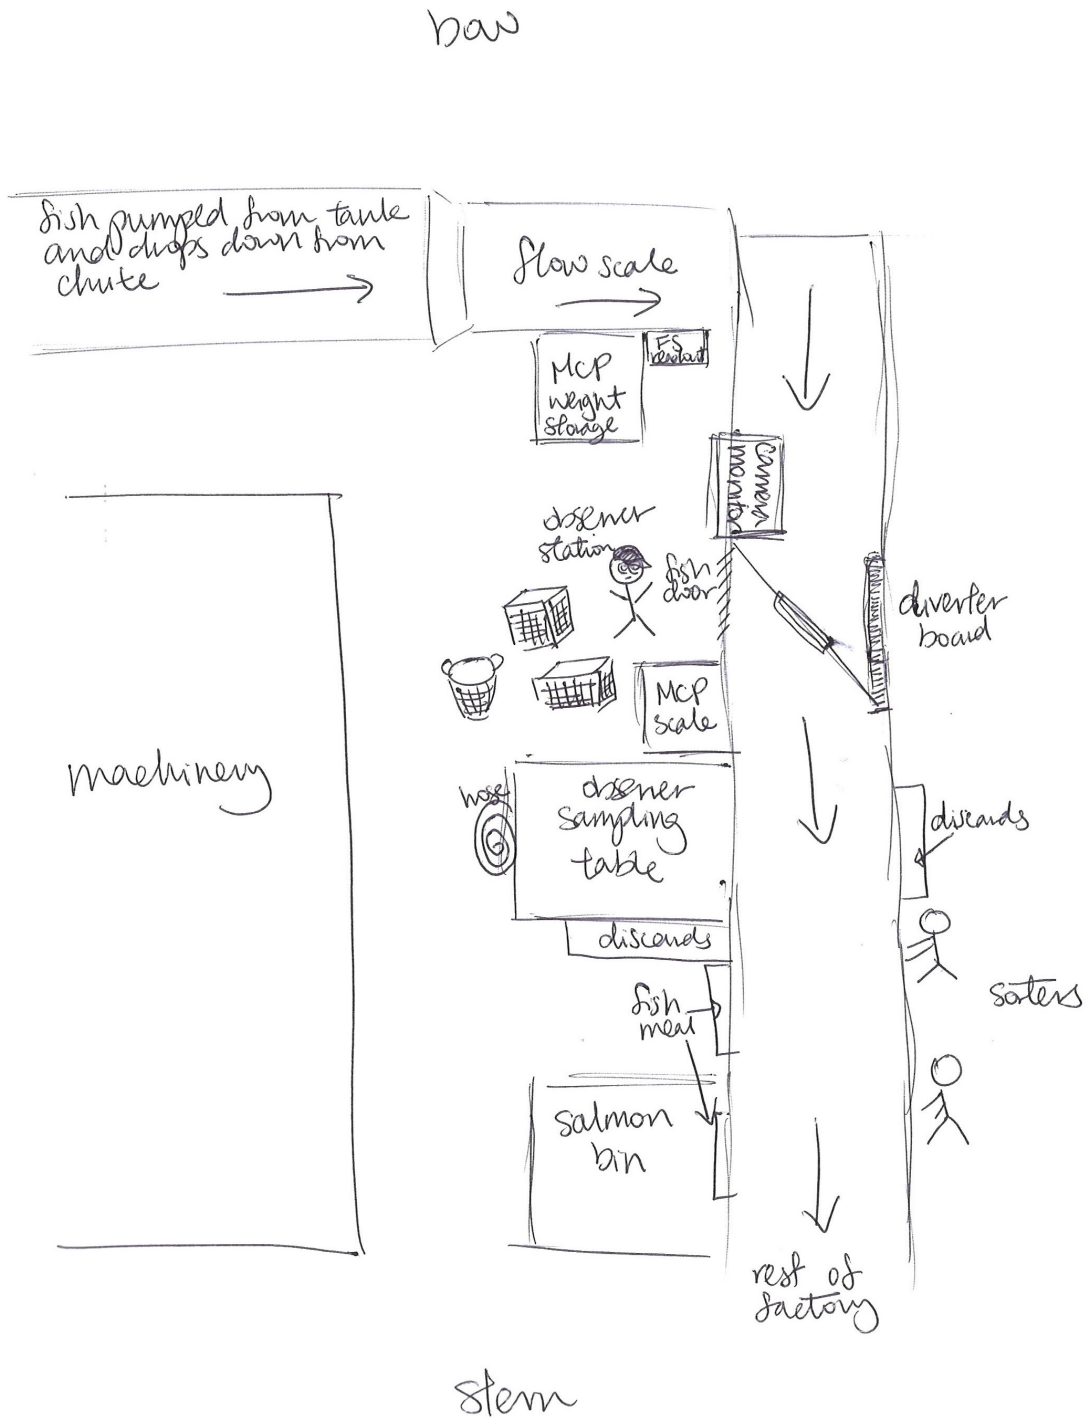 bow
fish pumped from tank
and drops down from
chute
flow scale
MCP
weight
storage
FS
readout
camera
monitor
observer
station
fish
door
diverter
board
MCP
scale
machinery
hose
observer
sampling
table
discards
discards
fish
meal
sorters
salmon
bin
rest of
factory
stern